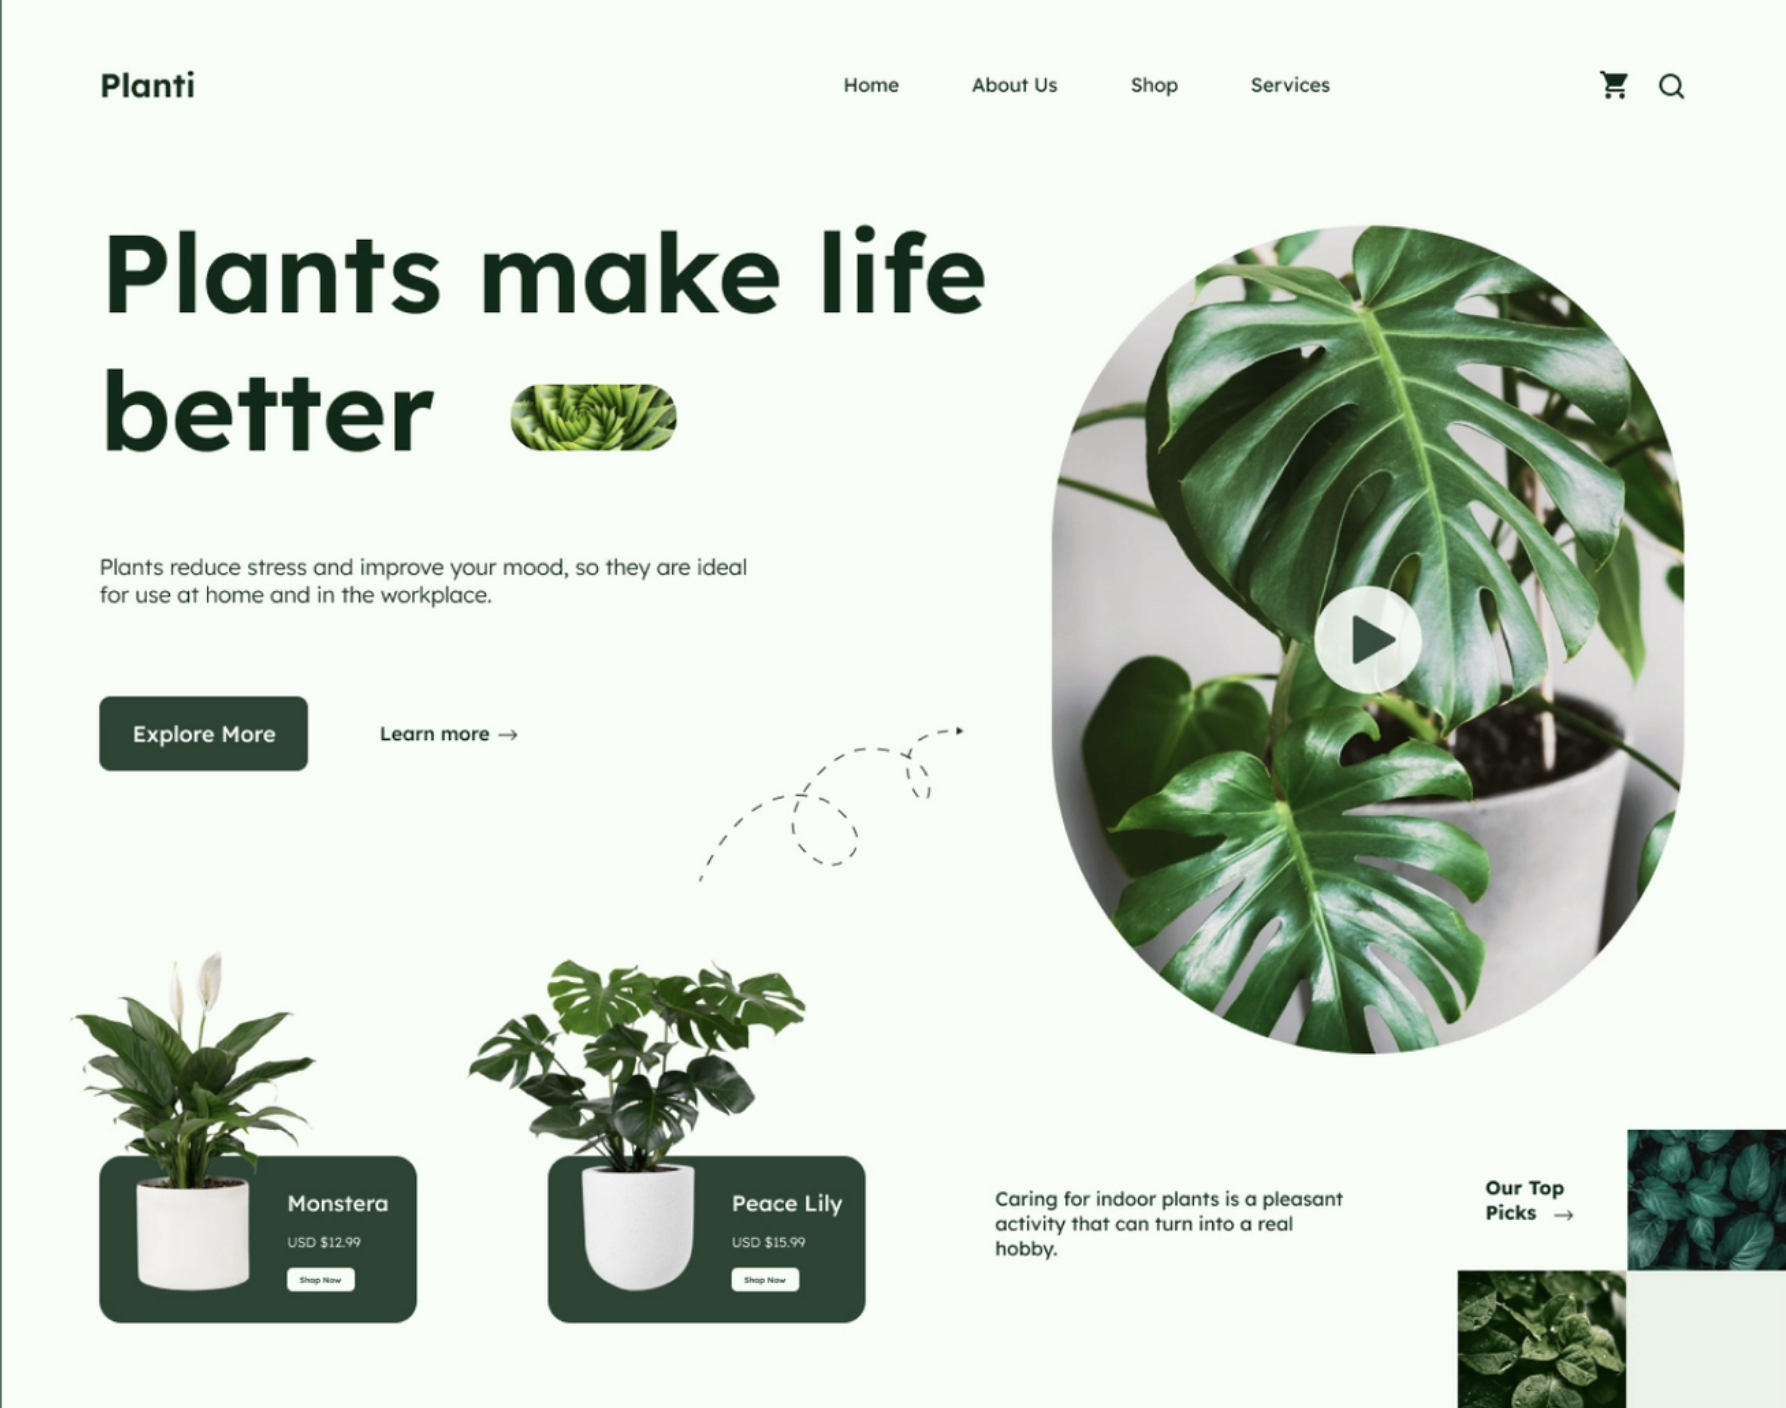 Planti
Home
About Us
Shop
Services
Plants make life
better
Plants reduce stress and improve your mood, so they are ideal
for use at home and in the workplace.
Explore More
Learn more →
Monstera
USD $12.99
Shop Now
Peace Lily
USD $15.99
Shop Now
Caring for indoor plants is a pleasant
activity that can turn into a real
hobby.
Our Top
Picks →